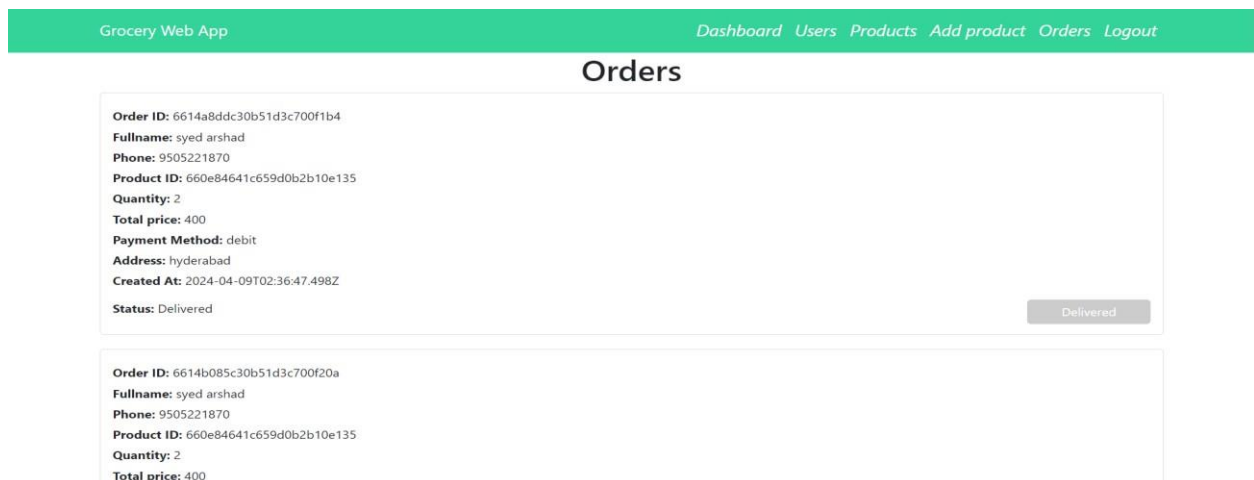 Grocery Web App
Dashboard Users Products Add product Orders Logout
Orders
Order ID: 6614a8ddc30b51d3c700f1b4
Fullname: syed arshad
Phone: 9505221870
Product ID: 660e84641c659d0b2b10e135
Quantity: 2
Total price: 400
Payment Method: debit
Address: hyderabad
Created At: 2024-04-09T02:36:47.498Z
Status: Delivered
Delivered
Order ID: 6614b085c30b51d3c700f20a
Fullname: syed arshad
Phone: 9505221870
Product ID: 660e84641c659d0b2b10e135
Quantity: 2
Total price: 400